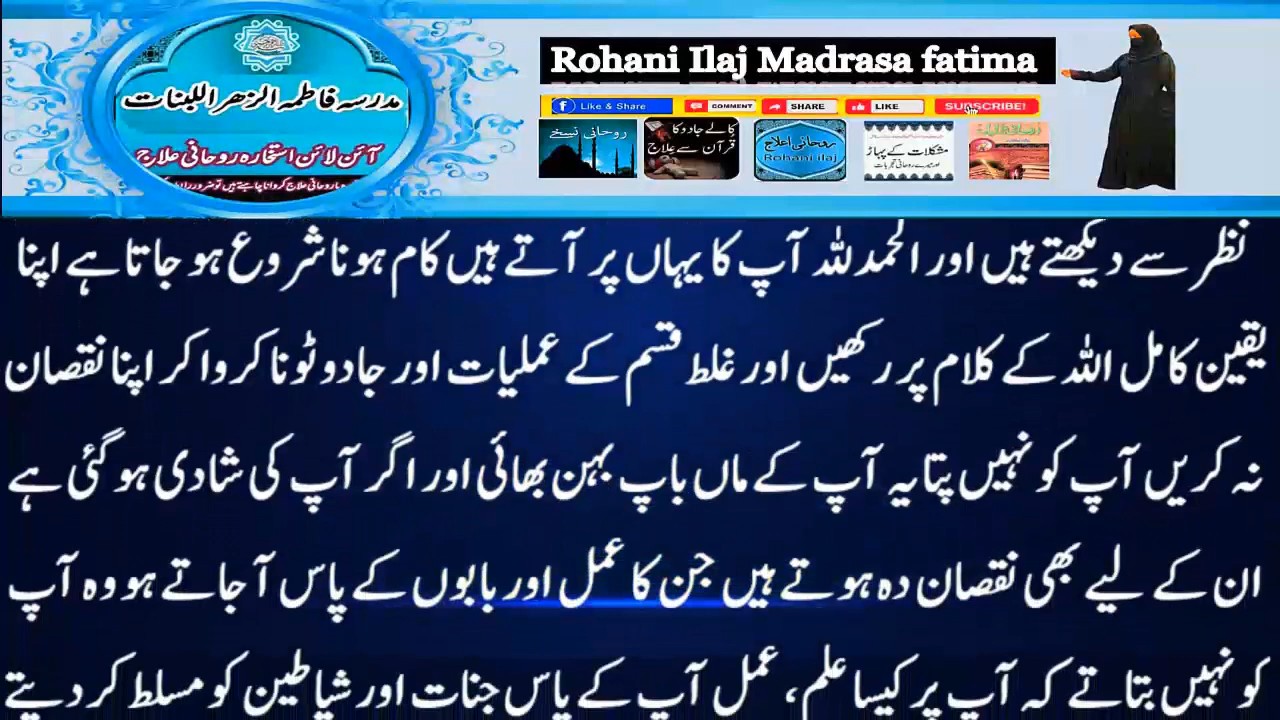 مدرسہ فاطمہ الزھرا للبنات
آئن لائن استخارہ روحانی علاج
Rohani Ilaj Madrasa fatima
Like & Share
COMMENT
SHARE
LIKE
SUBSCRIBE!
روحانی نسخے
کالے جادو کا
قرآن سے علاج
روحانی علاج
Rohani ilaj
مشکلات کے پہاڑ
نظر سے دیکھتے ہیں اور الحمدللہ آپ کا یہاں پر آتے ہیں کام ہونا شروع ہو جاتا ہے اپنا
یقین کامل اللہ کے کلام پر رکھیں اور غلط قسم کے عملیات اور جادو ٹونا کروا کر اپنا نقصان
نہ کریں آپ کو نہیں پتا یہ آپ کے ماں باپ بہن بھائی اور اگر آپ کی شادی ہو گئی ہے
ان کے لیے بھی نقصان دہ ہوتے ہیں جن کا عمل اور بابوں کے پاس آ جاتے ہو وہ آپ
کو نہیں بتاتے کہ آپ پر کیسا علم، عمل آپ کے پاس جنات اور شیاطین کو مسلط کر دیتے